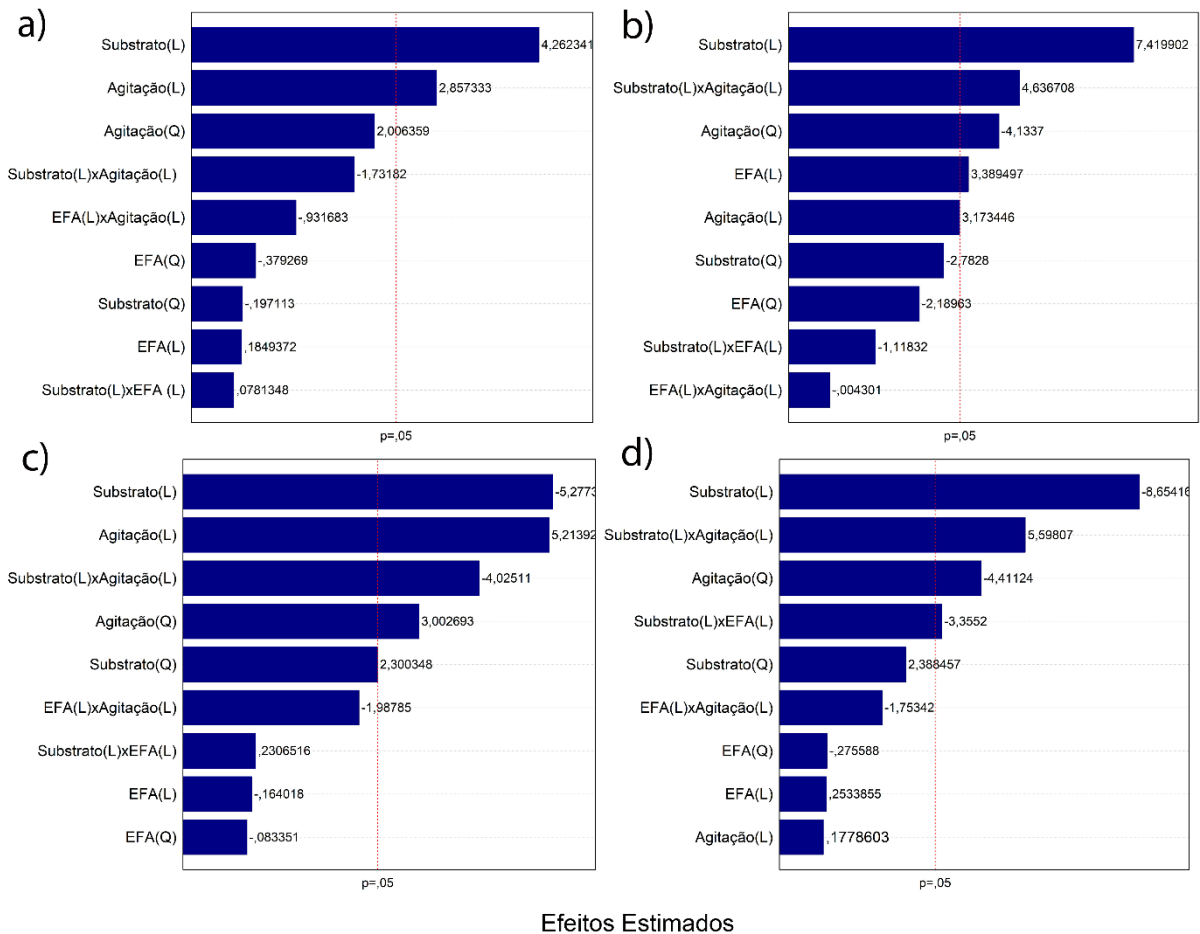 a)
Substrato(L)
4,262341
Agitação(L)
2,857333
Agitação(Q)
2,006359
Substrato(L)xAgitação(L)
-1,73182
EFA(L)xAgitação(L)
-,931683
EFA(Q)
-,379269
Substrato(Q)
-,197113
EFA(L)
,1849372
Substrato(L)xEFA (L)
,0781348
p=,05
b)
Substrato(L)
7,419902
Substrato(L)xAgitação(L)
4,636708
Agitação(Q)
-4,1337
EFA(L)
3,389497
Agitação(L)
3,173446
Substrato(Q)
-2,7828
EFA(Q)
-2,18963
Substrato(L)xEFA(L)
-1,11832
EFA(L)xAgitação(L)
-,004301
p=,05
c)
Substrato(L)
-5,2773
Agitação(L)
5,21392
Substrato(L)xAgitação(L)
-4,02511
Agitação(Q)
3,002693
Substrato(Q)
2,300348
EFA(L)xAgitação(L)
-1,98785
Substrato(L)xEFA(L)
,2306516
EFA(L)
-,164018
EFA(Q)
-,083351
p=,05
d)
Substrato(L)
-8,65416
Substrato(L)xAgitação(L)
5,59807
Agitação(Q)
-4,41124
Substrato(L)xEFA(L)
-3,3552
Substrato(Q)
2,388457
EFA(L)xAgitação(L)
-1,75342
EFA(Q)
-,275588
EFA(L)
,2533855
Agitação(L)
,1778603
p=,05
Efeitos Estimados